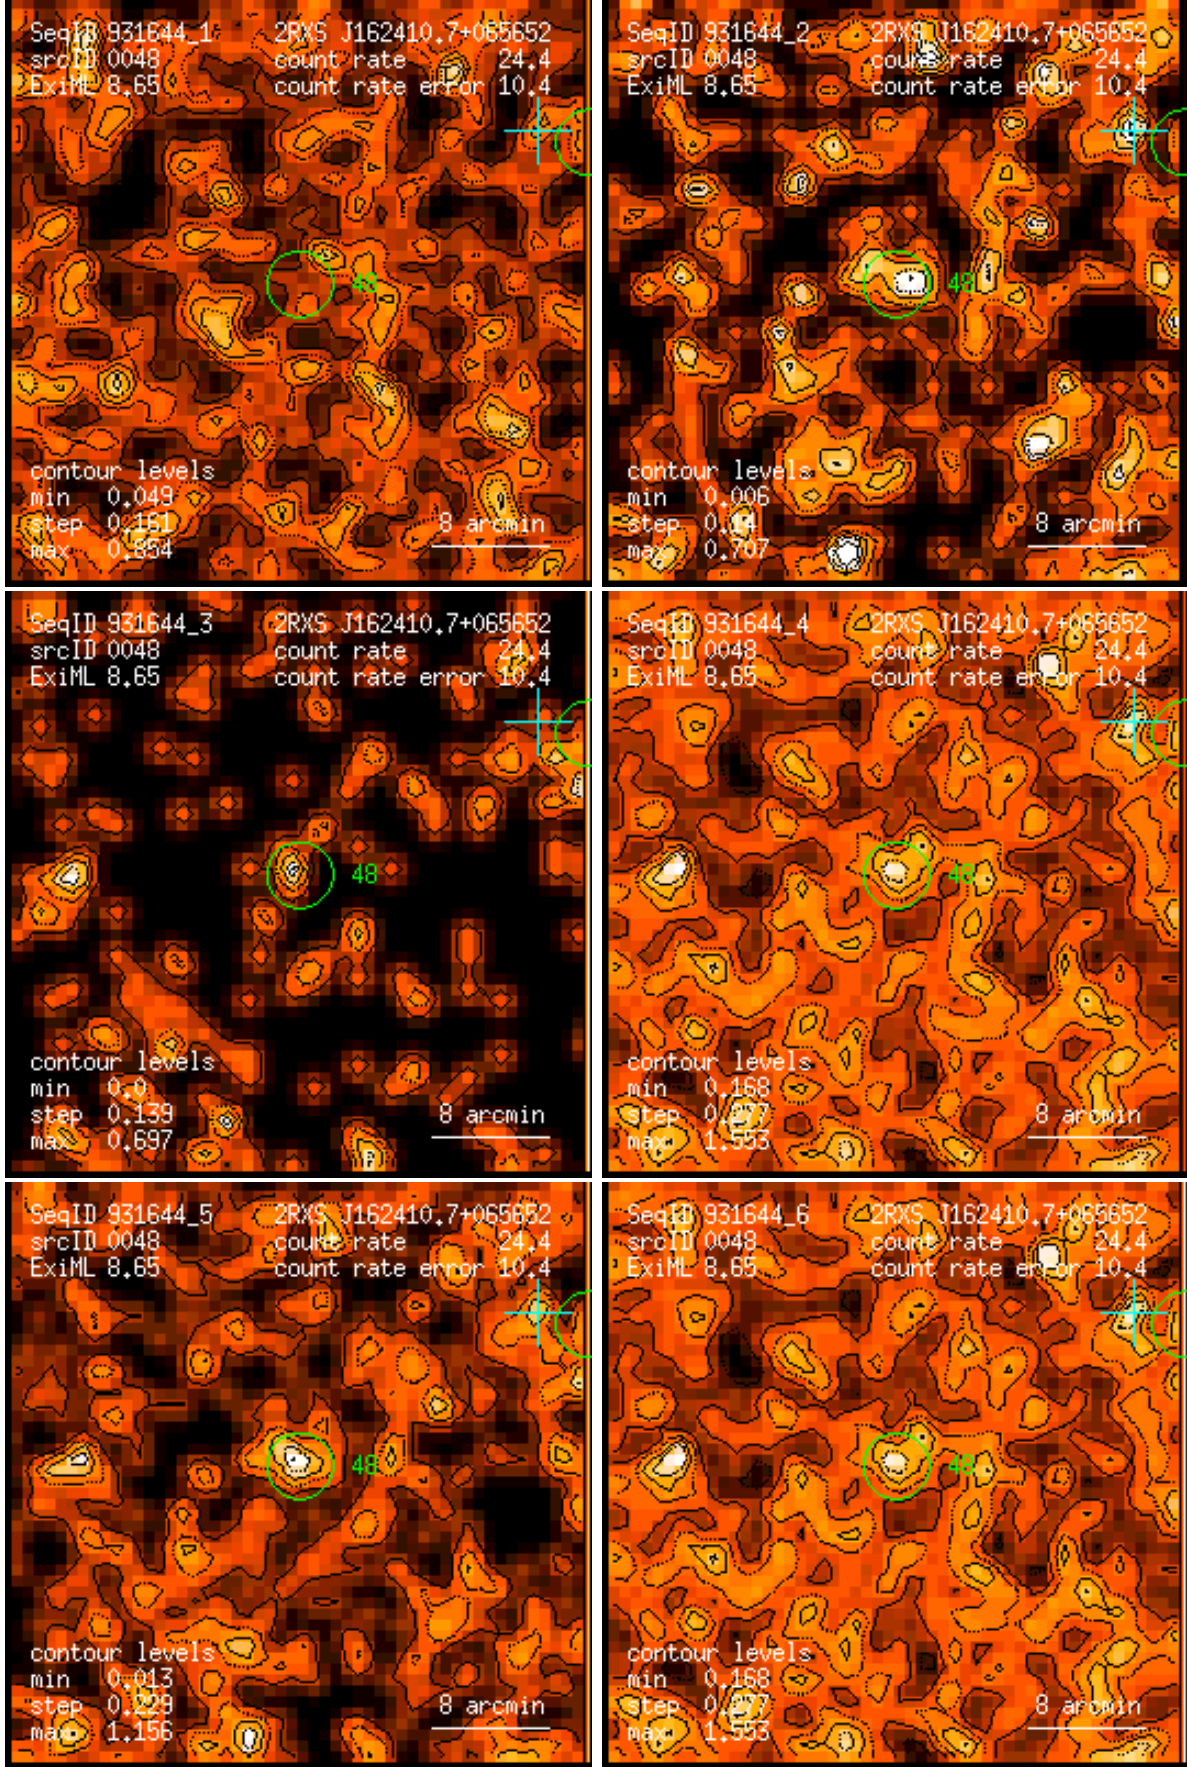 SeqID 931644_1 2RXS J162410.7+065652
srcID 0048 count rate 24.4
ExiML 8.65 count rate error 10.4
48
contour levels
min 0.049
step 0.161
max 0.854
8 arcmin
SeqID 931644_2 2RXS J162410.7+065652
srcID 0048 count rate 24.4
ExiML 8.65 count rate error 10.4
48
contour levels
min 0.006
step 0.14
max 0.707
8 arcmin
SeqID 931644_3 2RXS J162410.7+065652
srcID 0048 count rate 24.4
ExiML 8.65 count rate error 10.4
48
contour levels
min 0.0
step 0.139
max 0.697
8 arcmin
SeqID 931644_4 2RXS J162410.7+065652
srcID 0048 count rate 24.4
ExiML 8.65 count rate error 10.4
48
contour levels
min 0.168
step 0.277
max 1.553
8 arcmin
SeqID 931644_5 2RXS J162410.7+065652
srcID 0048 count rate 24.4
ExiML 8.65 count rate error 10.4
48
contour levels
min 0.013
step 0.229
max 1.156
8 arcmin
SeqID 931644_6 2RXS J162410.7+065652
srcID 0048 count rate 24.4
ExiML 8.65 count rate error 10.4
48
contour levels
min 0.168
step 0.277
max 1.553
8 arcmin